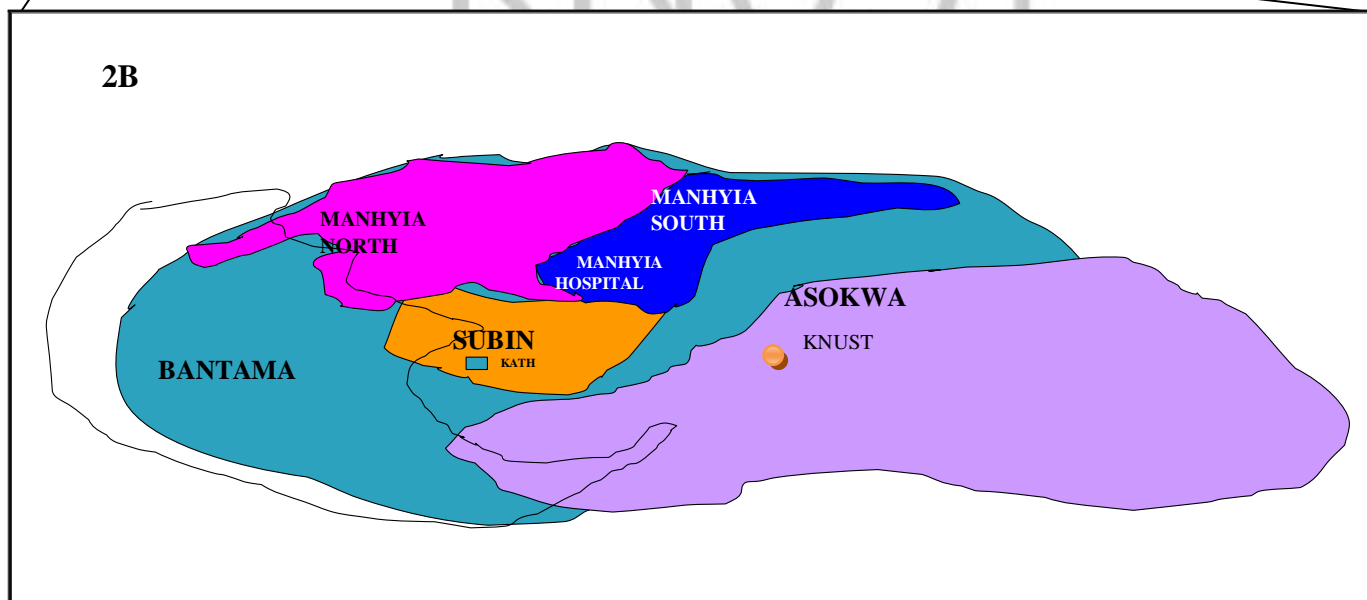 2B
MANHYIA
NORTH
MANHYIA
SOUTH
MANHYIA
HOSPITAL
ASOKWA
KNUST
SUBIN
KATH
BANTAMA